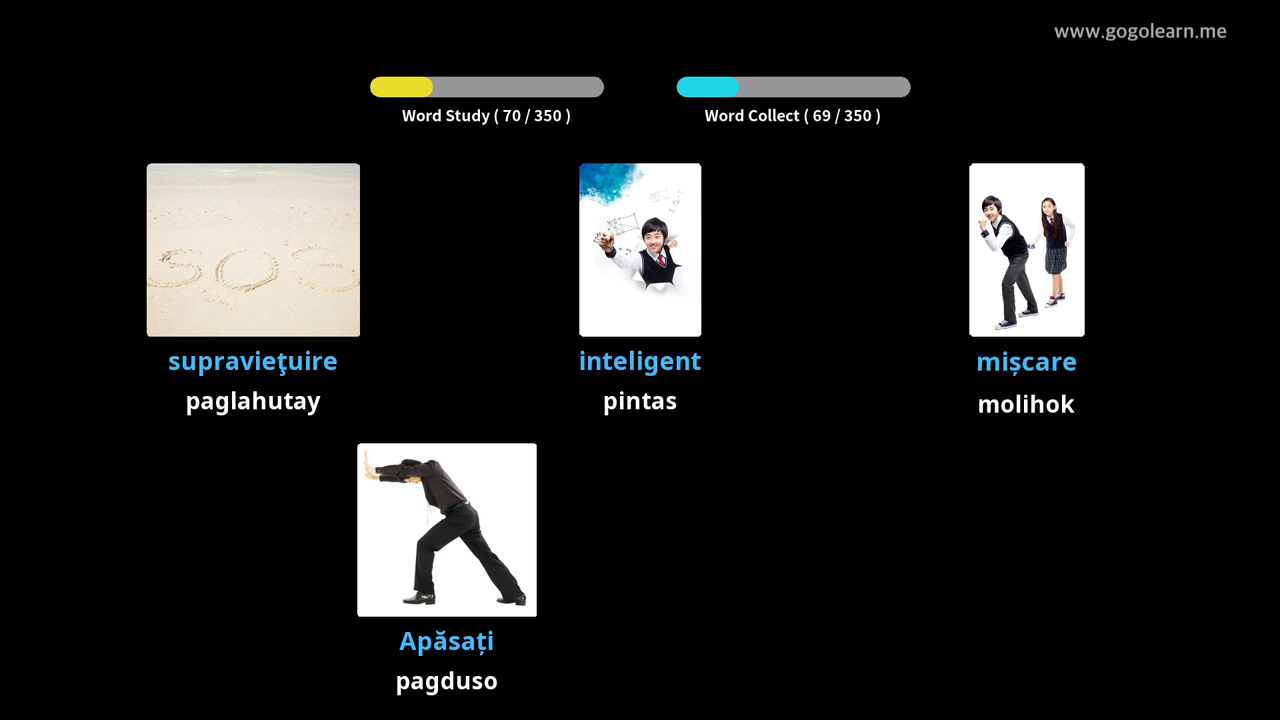 www.gogolearn.me
Word Study ( 70 / 350 )
Word Collect ( 69 / 350 )
SOS
supravieţuire
paglahutay
inteligent
pintas
mișcare
molihok
Apăsați
pagduso